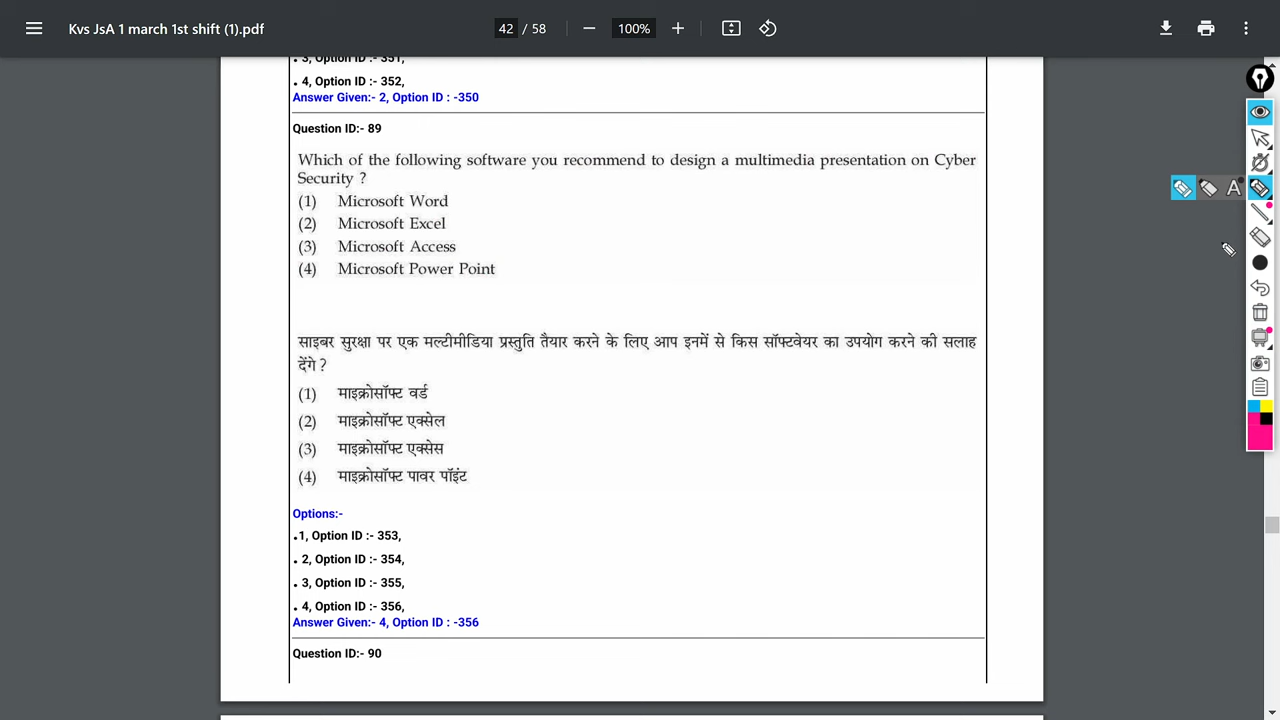 Kvs JsA 1 march 1st shift (1).pdf
42 / 58
100%
. 3, Option ID :- 351,
. 4, Option ID :- 352,
Answer Given:- 2, Option ID : -350
Question ID:- 89
Which of the following software you recommend to design a multimedia presentation on Cyber
Security ?
(1) Microsoft Word
(2) Microsoft Excel
(3) Microsoft Access
(4) Microsoft Power Point
साइबर सुरक्षा पर एक मल्टीमीडिया प्रस्तुति तैयार करने के लिए आप इनमें से किस सॉफ्टवेयर का उपयोग करने की सलाह
देंगे ?
(1) माइक्रोसॉफ्ट वर्ड
(2) माइक्रोसॉफ्ट एक्सेल
(3) माइक्रोसॉफ्ट एक्सेस
(4) माइक्रोसॉफ्ट पावर पॉइंट
Options:-
.1, Option ID :- 353,
. 2, Option ID :- 354,
. 3, Option ID :- 355,
. 4, Option ID :- 356,
Answer Given:- 4, Option ID : -356
Question ID:- 90
A